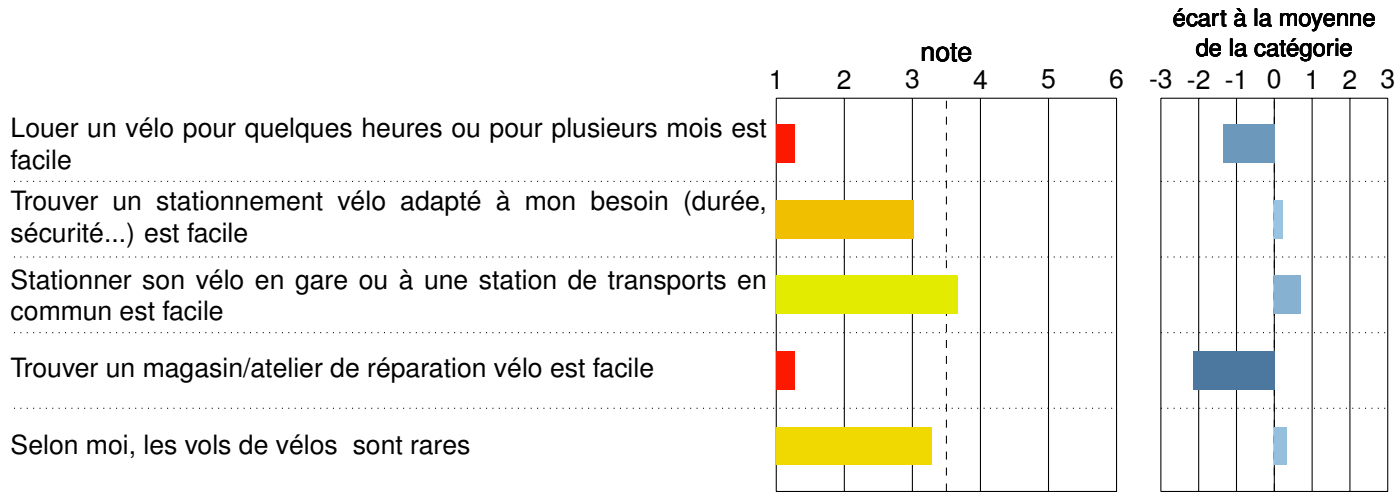 écart à la moyenne
note de la catégorie
1 2 3 4 5 6 -3 -2 -1 0 1 2 3
Louer un vélo pour quelques heures ou pour plusieurs mois est
facile
Trouver un stationnement vélo adapté à mon besoin (durée,
sécurité...) est facile
Stationner son vélo en gare ou à une station de transports en
commun est facile
Trouver un magasin/atelier de réparation vélo est facile
Selon moi, les vols de vélos sont rares